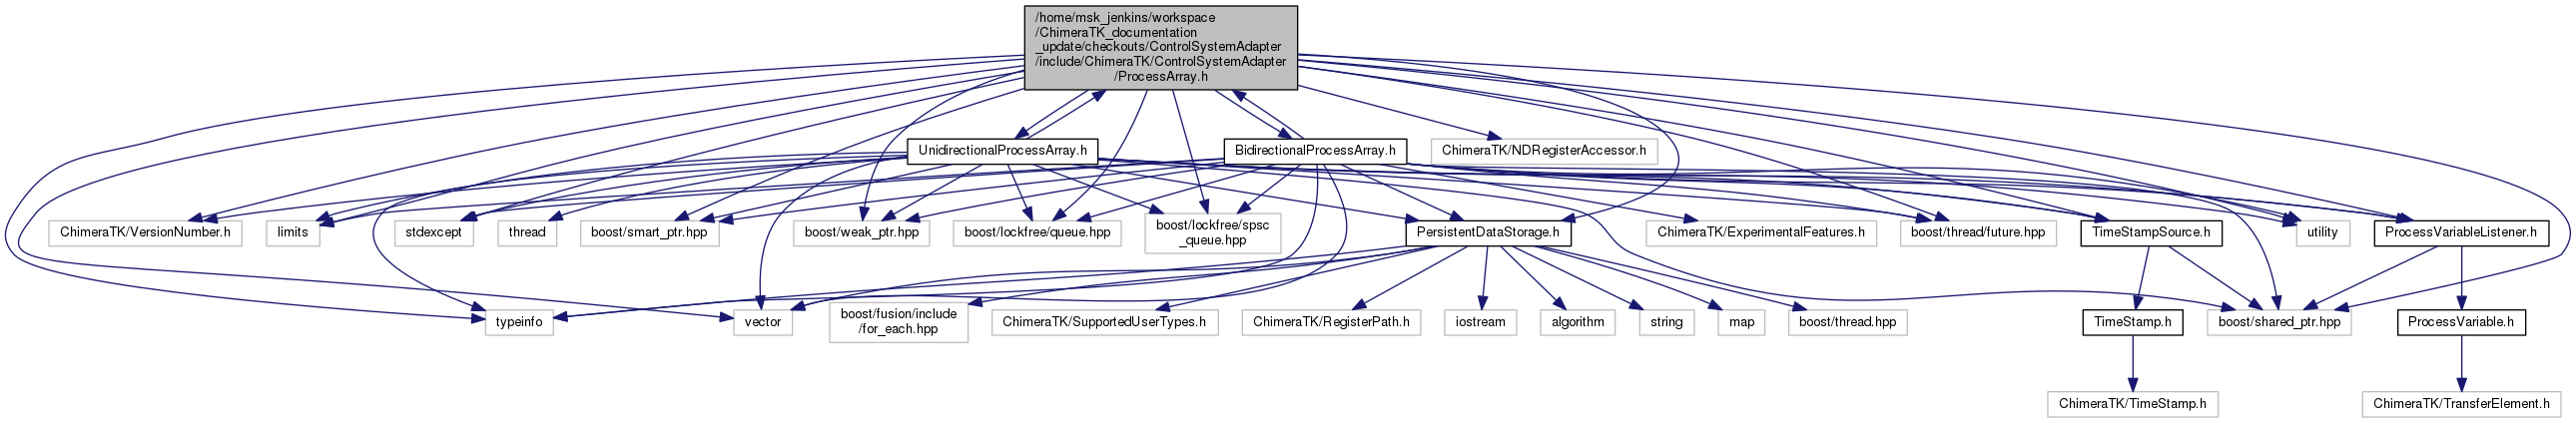 /home/msk_jenkins/workspace
/ChimeraTK_documentation
_update/checkouts/ControlSystemAdapter
/include/ChimeraTK/ControlSystemAdapter
/ProcessArray.h
UnidirectionalProcessArray.h
BidirectionalProcessArray.h
ChimeraTK/NDRegisterAccessor.h
ChimeraTK/VersionNumber.h
limits
stdexcept
thread
boost/smart_ptr.hpp
boost/weak_ptr.hpp
boost/lockfree/queue.hpp
boost/lockfree/spsc
_queue.hpp
PersistentDataStorage.h
ChimeraTK/ExperimentalFeatures.h
boost/thread/future.hpp
TimeStampSource.h
utility
ProcessVariableListener.h
typeinfo
vector
boost/fusion/include
/for_each.hpp
ChimeraTK/SupportedUserTypes.h
ChimeraTK/RegisterPath.h
iostream
algorithm
string
map
boost/thread.hpp
TimeStamp.h
boost/shared_ptr.hpp
ProcessVariable.h
ChimeraTK/TimeStamp.h
ChimeraTK/TransferElement.h